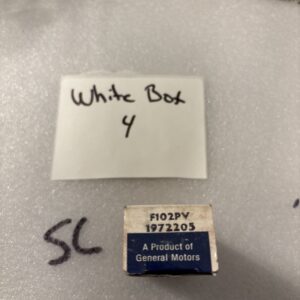 White Box
4
SC
F102PV
1972205
A Product of
General Motors